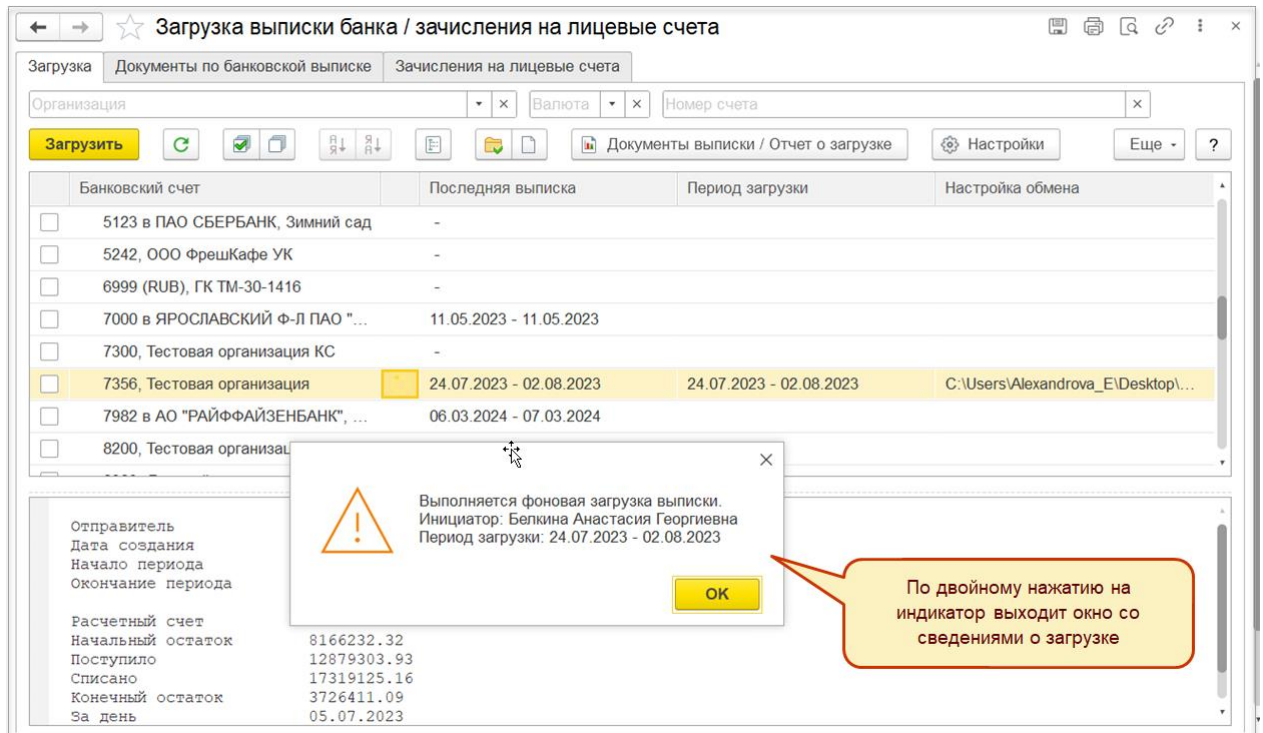 Загрузка выписки банка / зачисления на лицевые счета
Загрузка Документы по банковской выписке Зачисления на лицевые счета
Организация Валюта Номер счета
Загрузить Документы выписки / Отчет о загрузке Настройки Еще ?
Банковский счет Последняя выписка Период загрузки Настройка обмена
5123 в ПАО СБЕРБАНК, Зимний сад -
5242, ООО ФрешКафе УК -
6999 (RUB), ГК ТМ-30-1416 -
7000 в ЯРОСЛАВСКИЙ Ф-Л ПАО "... 11.05.2023 - 11.05.2023
7300, Тестовая организация КС -
7356, Тестовая организация 24.07.2023 - 02.08.2023 24.07.2023 - 02.08.2023 C:\Users\Alexandrova_E\Desktop\...
7982 в АО "РАЙФФАЙЗЕНБАНК", ... 06.03.2024 - 07.03.2024
8200, Тестовая организац
Выполняется фоновая загрузка выписки.
Инициатор: Белкина Анастасия Георгиевна
Период загрузки: 24.07.2023 - 02.08.2023
OK
Отправитель
Дата создания
Начало периода
Окончание периода
Расчетный счет
Начальный остаток 8166232.32
Поступило 12879303.93
Списано 17319125.16
Конечный остаток 3726411.09
За день 05.07.2023
По двойному нажатию на
индикатор выходит окно со
сведениями о загрузке